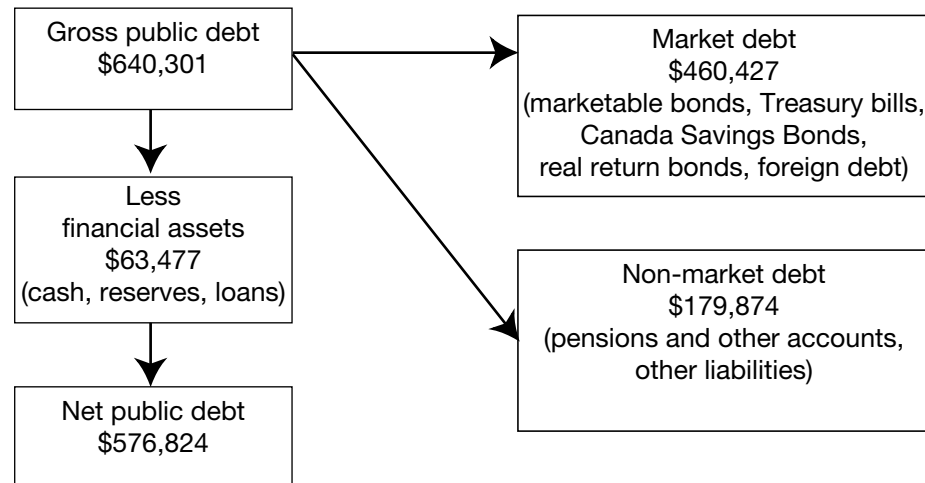 Gross public debt
$640,301
Less
financial assets
$63,477
(cash, reserves, loans)
Net public debt
$576,824
Market debt
$460,427
(marketable bonds, Treasury bills,
Canada Savings Bonds,
real return bonds, foreign debt)
Non-market debt
$179,874
(pensions and other accounts,
other liabilities)